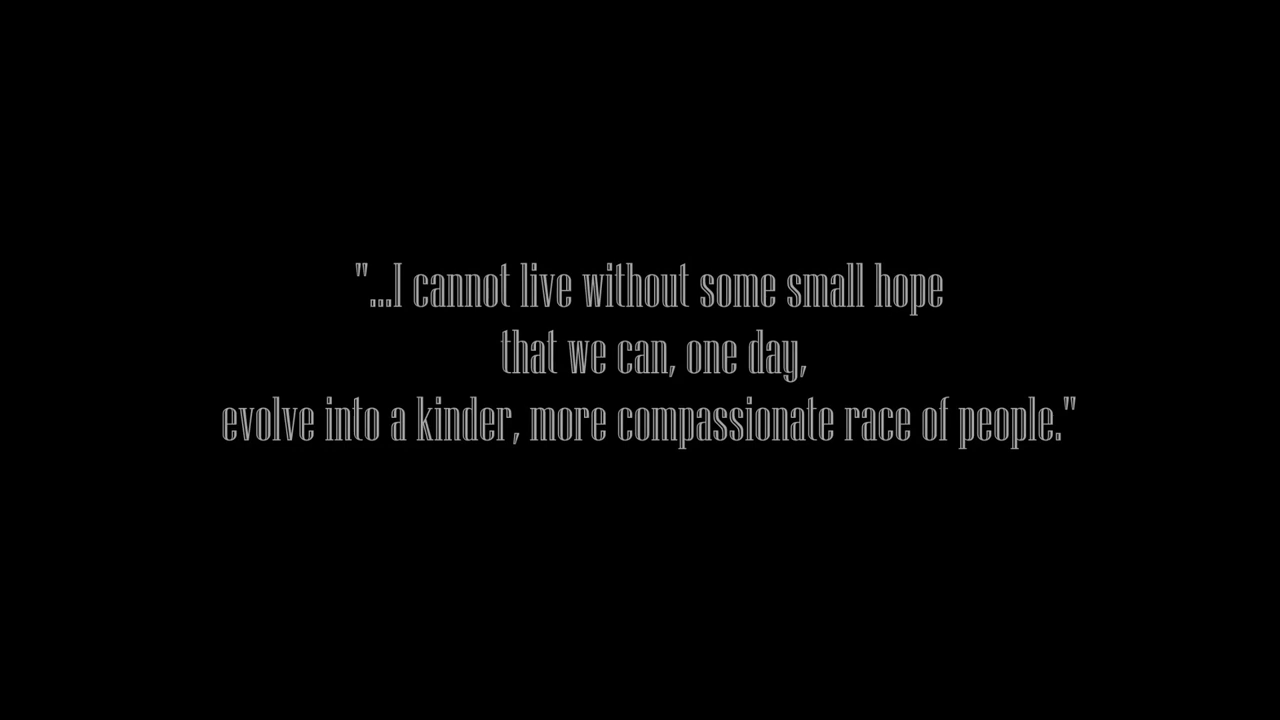 "...I cannot live without some small hope
that we can, one day,
evolve into a kinder, more compassionate race of people."